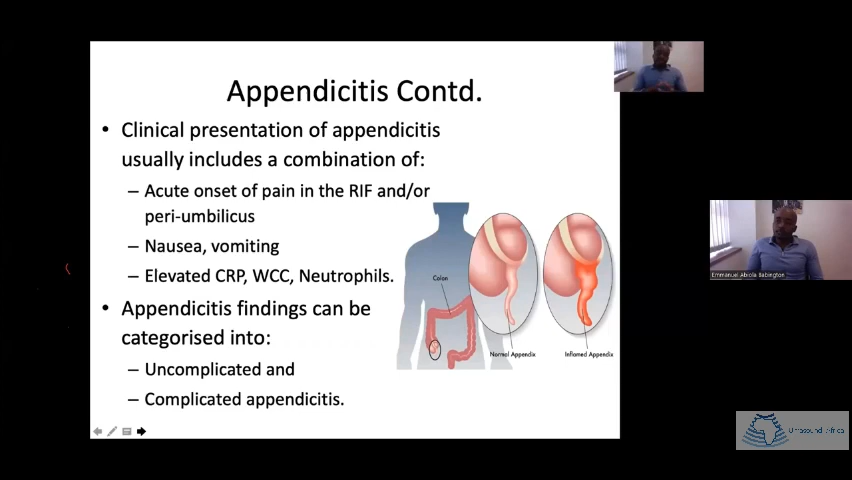 Appendicitis Contd.
• Clinical presentation of appendicitis
usually includes a combination of:
– Acute onset of pain in the RIF and/or
peri-umbilicus
– Nausea, vomiting
– Elevated CRP, WCC, Neutrophils.
• Appendicitis findings can be
categorised into:
– Uncomplicated and
– Complicated appendicitis.
Colon
Normal Appendix
Inflamed Appendix
Emmanuel Abiola Babington
Ultrasound Africa